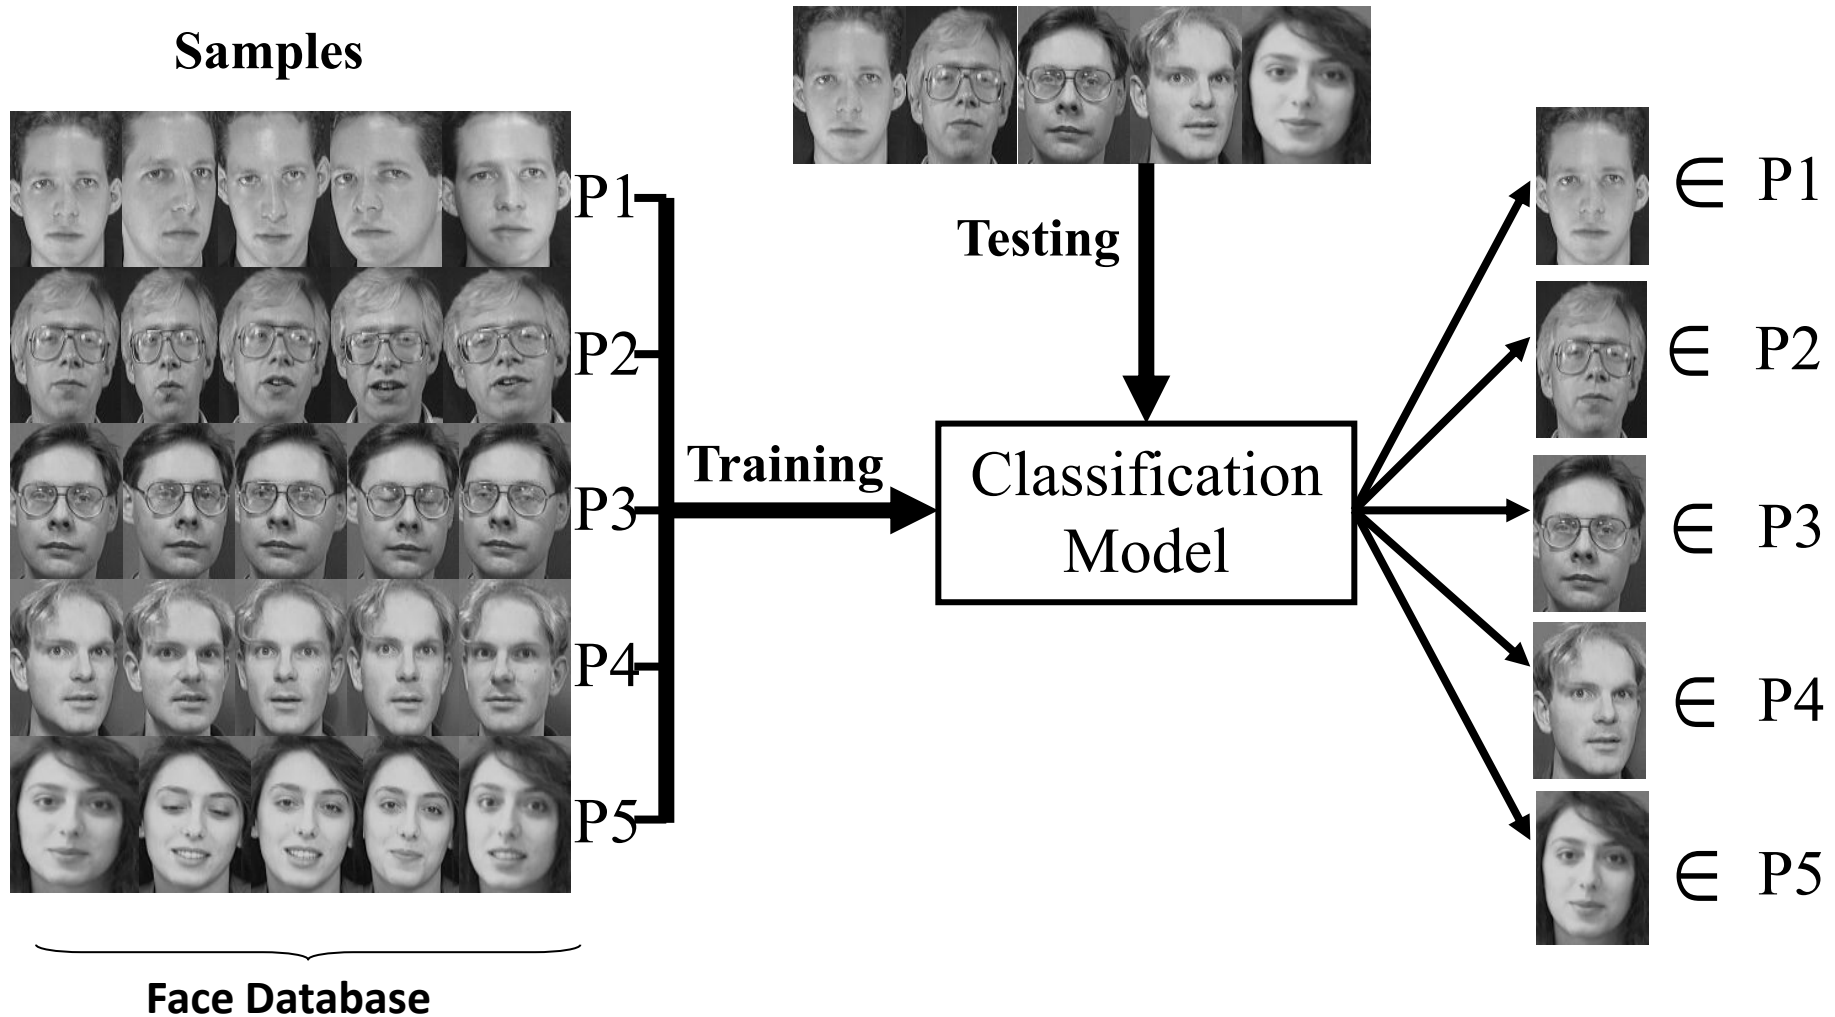 Samples
P1
P2
P3
P4
P5
Face Database
Training
Testing
Classification
Model
∈ P1
∈ P2
∈ P3
∈ P4
∈ P5